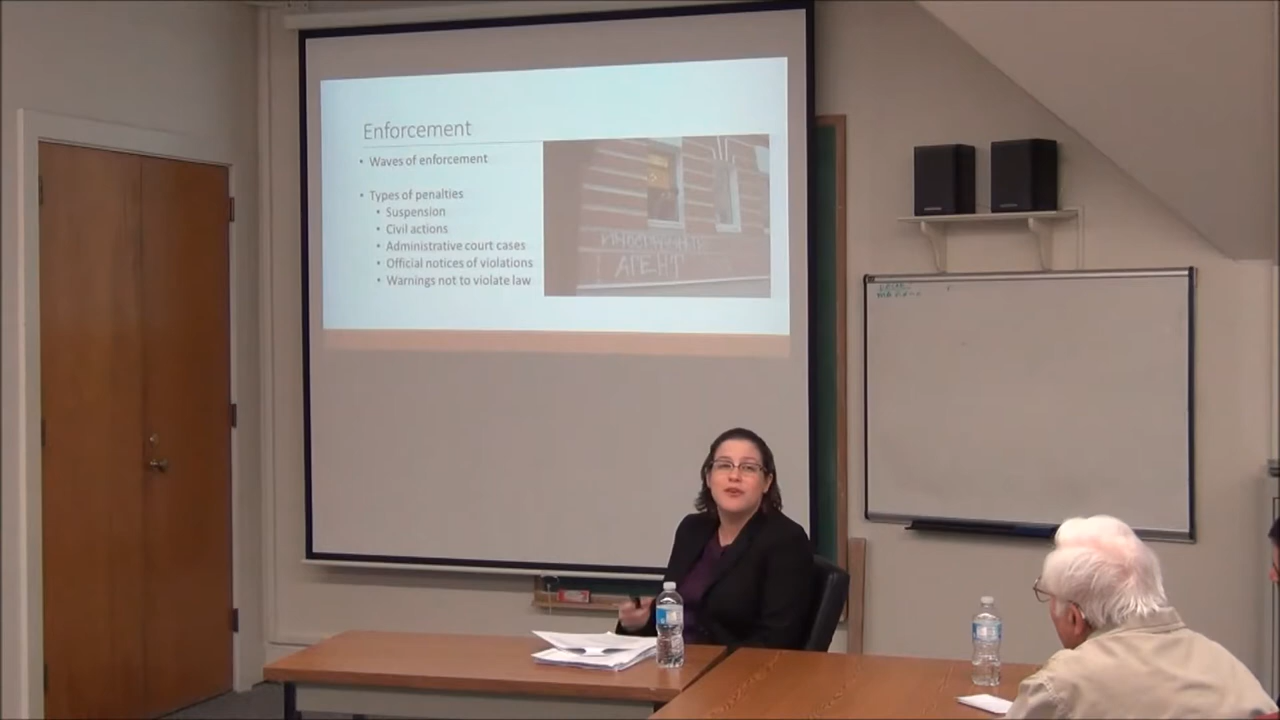 Enforcement
• Waves of enforcement
• Types of penalties
• Suspension
• Civil actions
• Administrative court cases
• Official notices of violations
• Warnings not to violate law